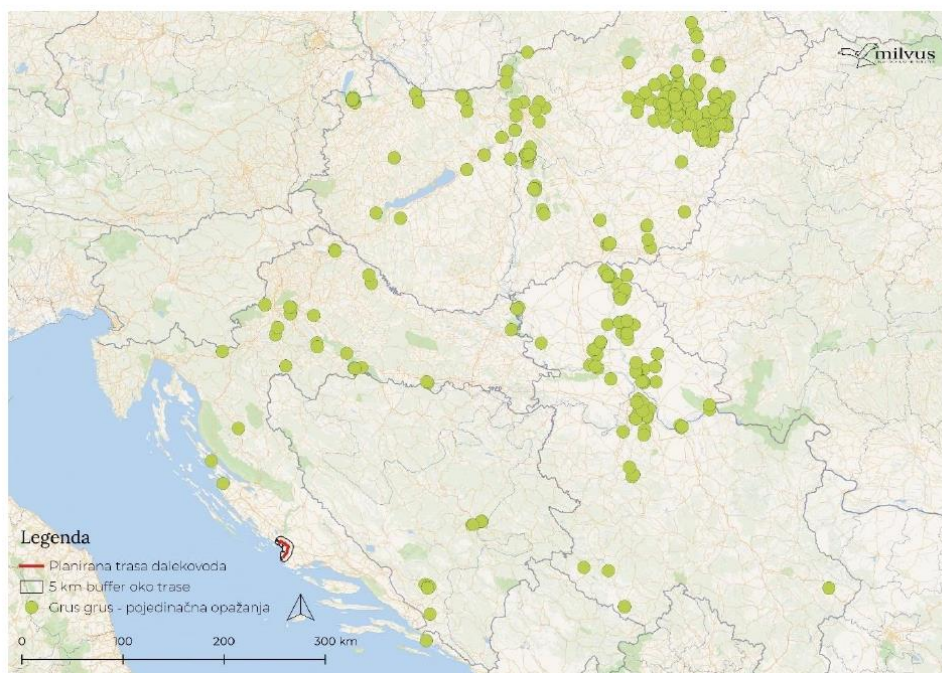 milvus
Legenda
Planirana trasa dalekovoda
5 km buffer oko trase
Grus grus - pojedinačna opažanja
0 100 200 300 km